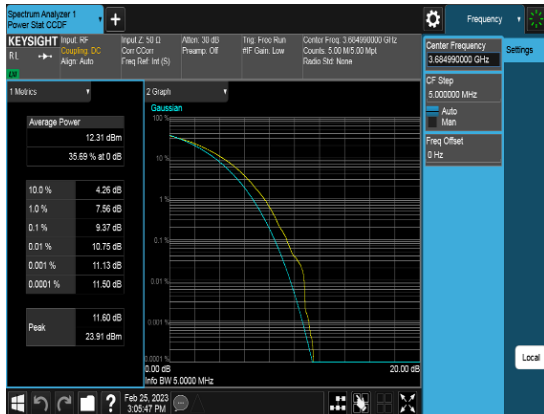 Spectrum Analyzer 1
Power Stat CCDF
+
Frequency
KEYSIGHT
RL
Input: RF
Coupling: DC
Align: Auto
Input Z: 50 Ω
Corr CCorr
Freq Ref: Int (S)
Atten: 30 dB
Preamp: Off
Trig: Free Run
#IF Gain: Low
Center Freq: 3.684990000 GHz
Counts: 5.00 M/5.00 Mpt
Radio Std: None
Center Frequency
3.684990000 GHz
Settings
CF Step
5.000000 MHz
Auto
Man
Freq Offset
0 Hz
Local
1 Metrics
Average Power
12.31 dBm
35.69 % at 0 dB
10.0 % 4.26 dB
1.0 % 7.56 dB
0.1 % 9.37 dB
0.01 % 10.75 dB
0.001 % 11.13 dB
0.0001 % 11.50 dB
Peak
11.60 dB
23.91 dBm
2 Graph
Gaussian
100 %
10 %
1 %
0.1 %
0.01 %
0.001 %
0.0001 %
0.00 dB
20.00 dB
Info BW 5.0000 MHz
?
Feb 25, 2023
3:05:47 PM